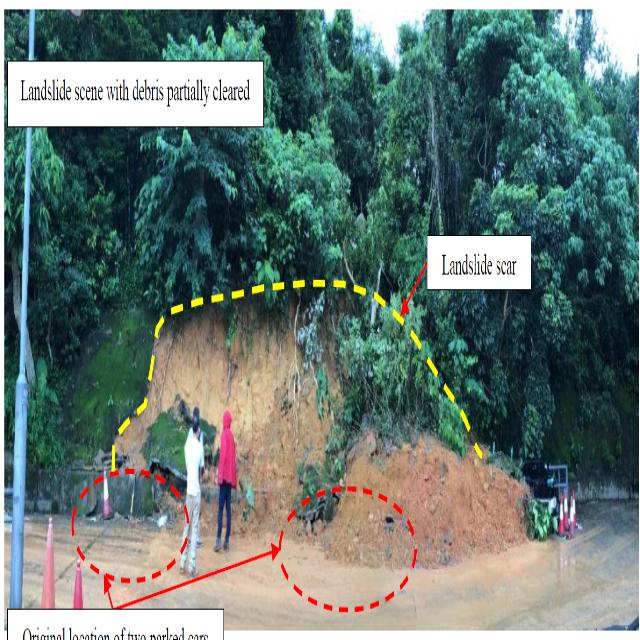 Landslide scene with debris partially cleared
Landslide scar
Original location of two parked cars